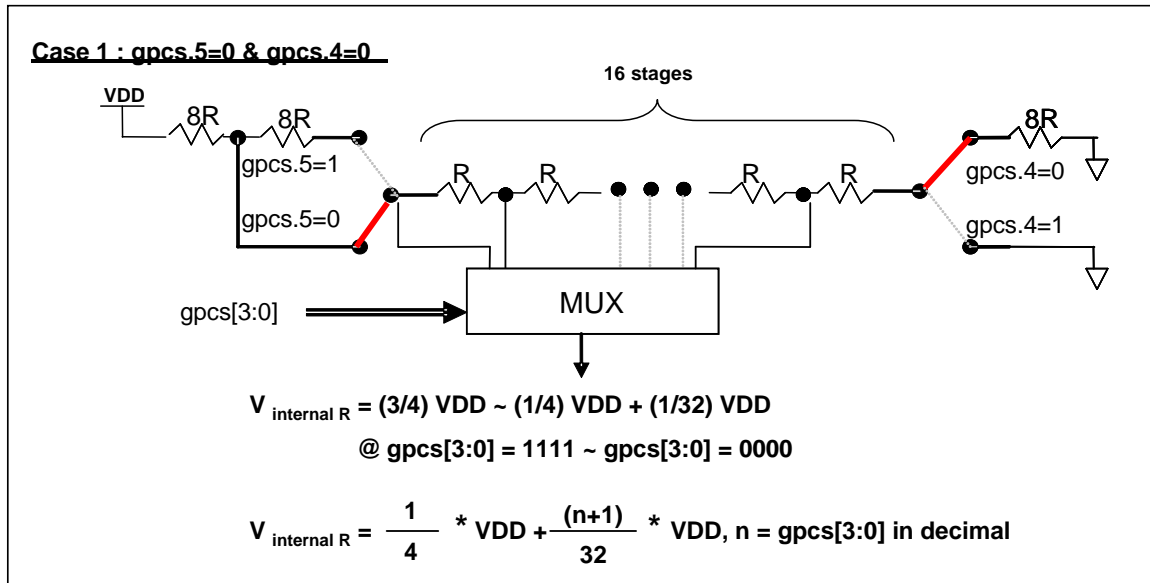 Case 1 : gpcs.5=0 & gpcs.4=0
16 stages
VDD
8R 8R 8R
gpcs.5=1 gpcs.4=0
R R R R
gpcs.5=0 gpcs.4=1
MUX
gpcs[3:0]
V internal R = (3/4) VDD ~ (1/4) VDD + (1/32) VDD
@ gpcs[3:0] = 1111 ~ gpcs[3:0] = 0000
V internal R = 1/4 * VDD + (n+1)/32 * VDD, n = gpcs[3:0] in decimal